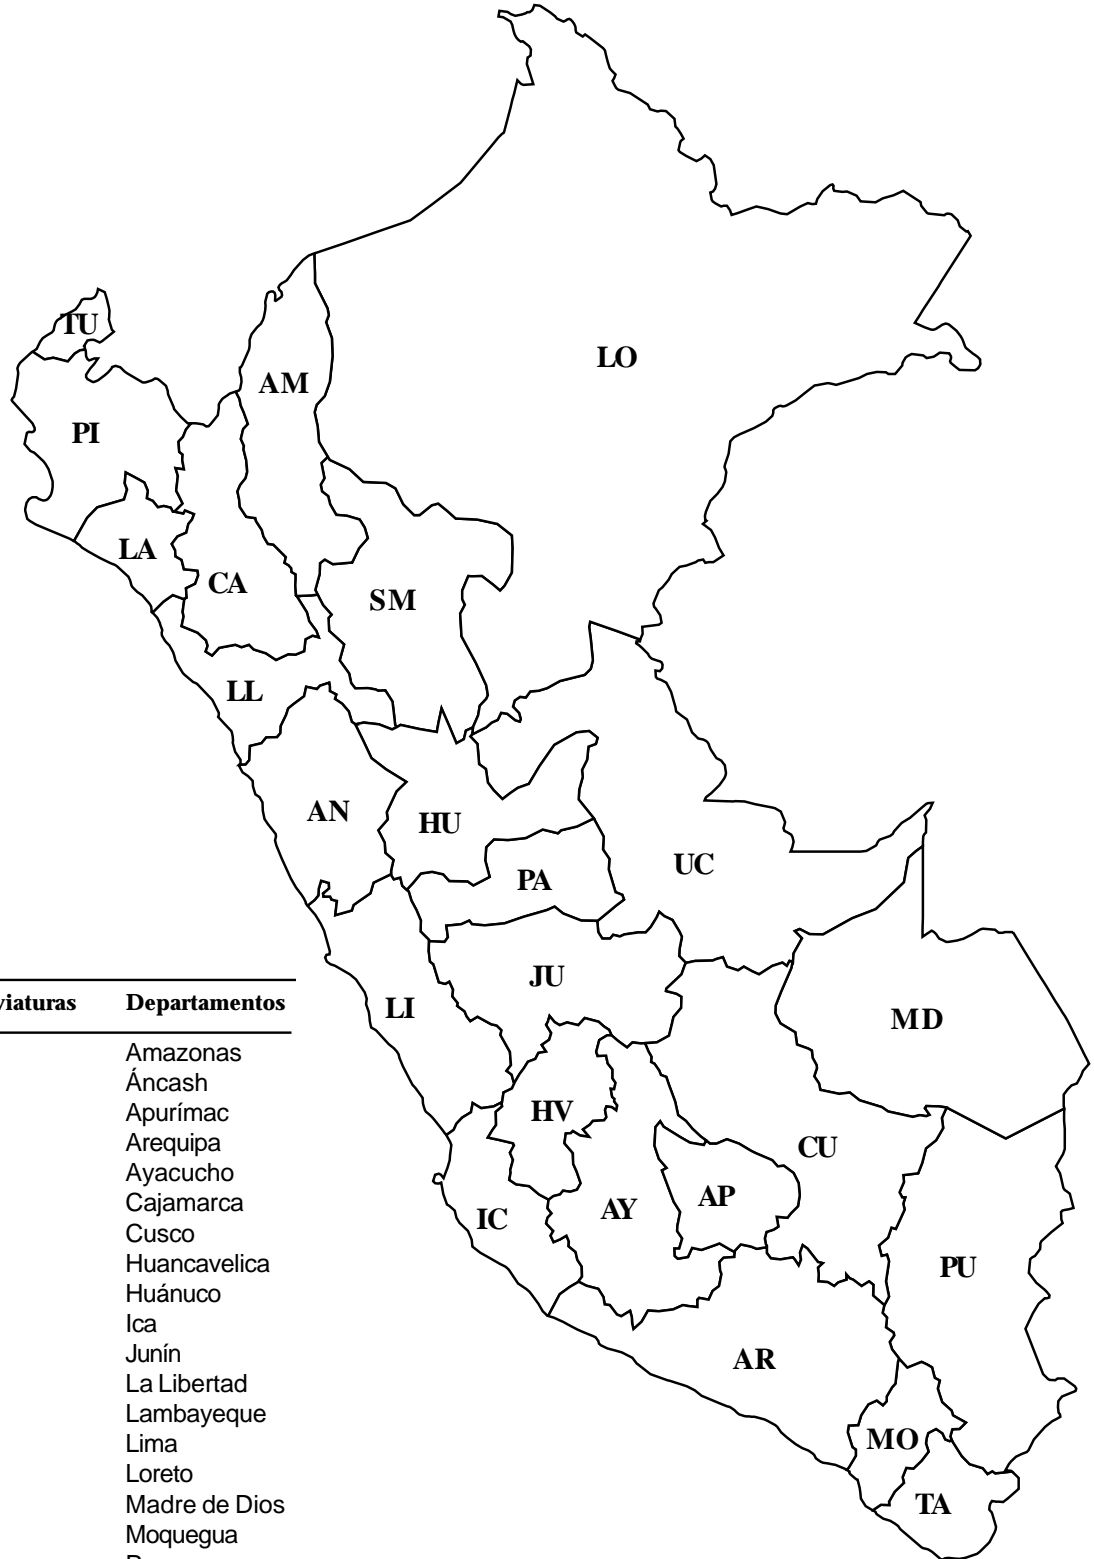 TU
LO
AM
PI
LA
CA
SM
LL
AN
HU
UC
PA
JU
LI
MD
HV
CU
AP
AY
IC
PU
AR
MO
TA
viaturas Departamentos
Amazonas
Áncash
Apurímac
Arequipa
Ayacucho
Cajamarca
Cusco
Huancavelica
Huánuco
Ica
Junín
La Libertad
Lambayeque
Lima
Loreto
Madre de Dios
Moquegua